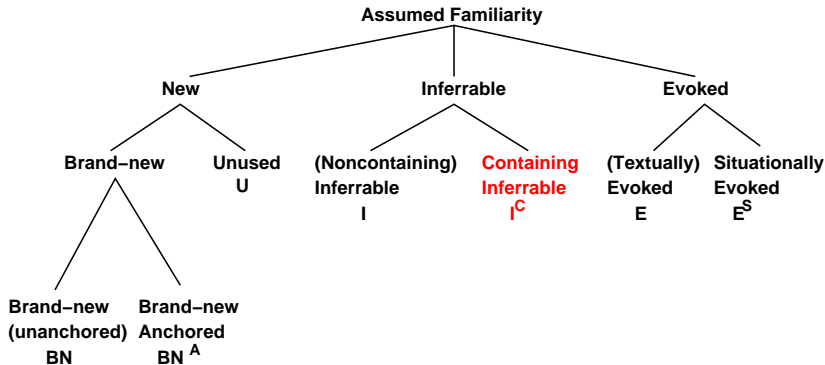 Assumed Familiarity
New
Inferrable
Evoked
Brand–new
Unused
U
(Noncontaining)
Inferrable
I
Containing
Inferrable
I^C
(Textually)
Evoked
E
Situationally
Evoked
E^S
Brand–new
(unanchored)
BN
Brand–new
Anchored
BN^A